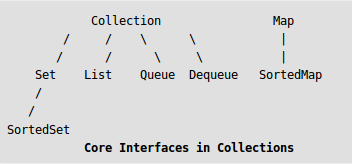 Collection Map
Set List Queue Dequeue SortedMap
SortedSet
Core Interfaces in Collections